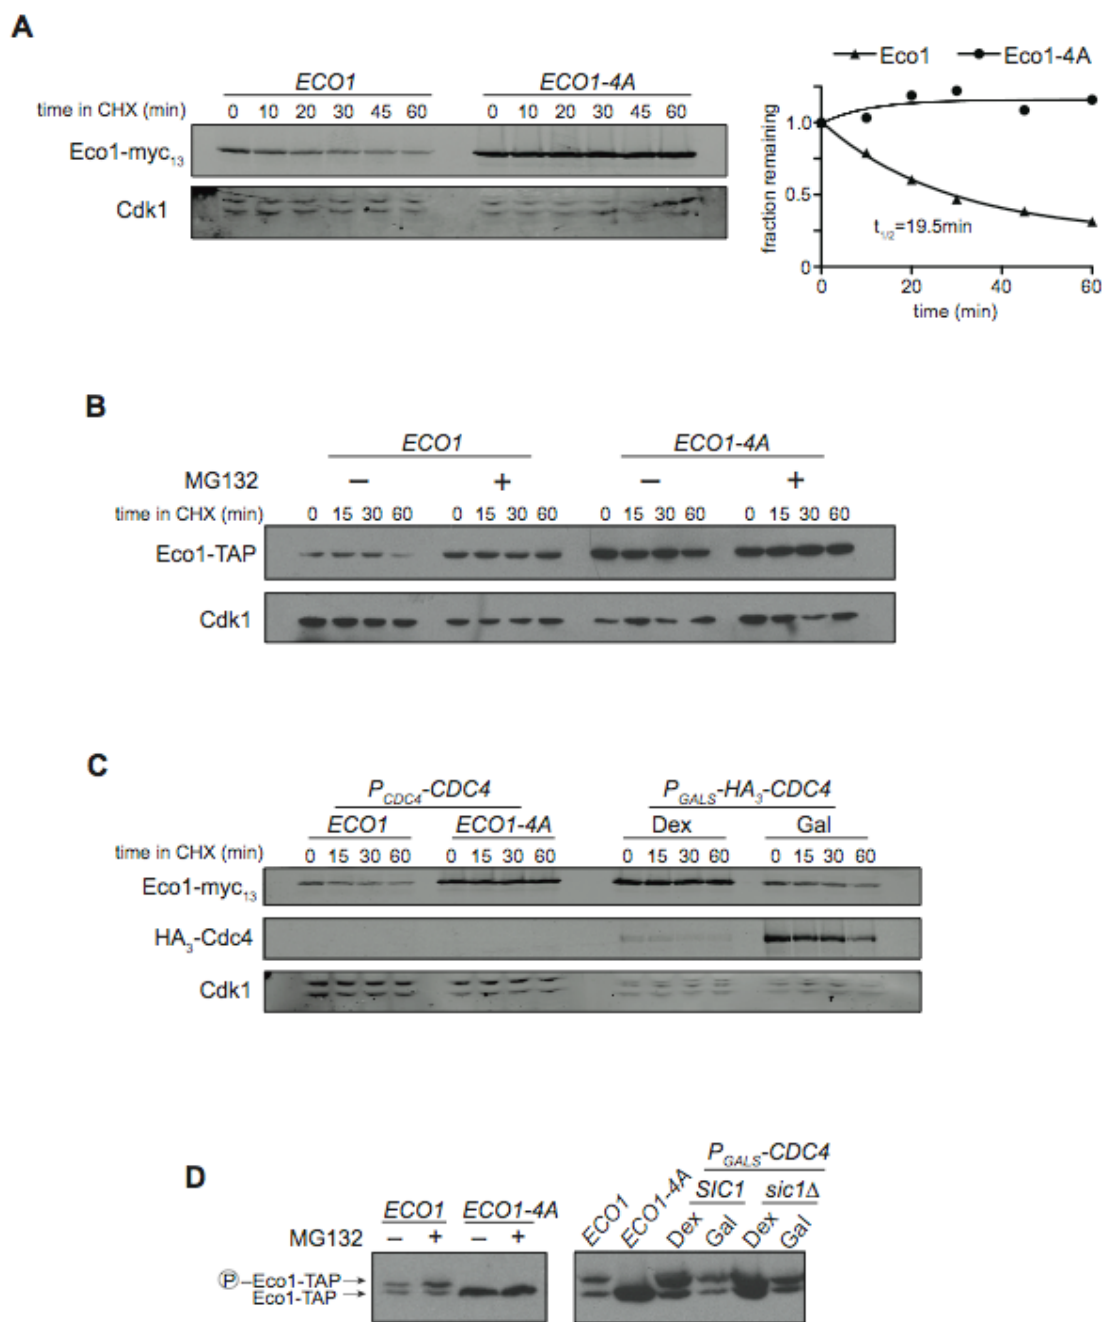 A
ECO1 ECO1-4A
time in CHX (min) 0 10 20 30 45 60 0 10 20 30 45 60
Eco1-myc₁₃
Cdk1
Eco1 Eco1-4A
fraction remaining
1.0
0.5
0
t₁/₂=19.5min
0 20 40 60
time (min)
B
ECO1 ECO1-4A
MG132 – + – +
time in CHX (min) 0 15 30 60 0 15 30 60 0 15 30 60 0 15 30 60
Eco1-TAP
Cdk1
C
P_CDC4-CDC4 P_GALS-HA₃-CDC4
ECO1 ECO1-4A Dex Gal
time in CHX (min) 0 15 30 60 0 15 30 60 0 15 30 60 0 15 30 60
Eco1-myc₁₃
HA₃-Cdc4
Cdk1
D
ECO1 ECO1-4A
MG132 – + – +
Ⓟ–Eco1-TAP
Eco1-TAP
P_GALS-CDC4
SIC1 sic1Δ
ECO1 ECO1-4A Dex Gal Dex Gal